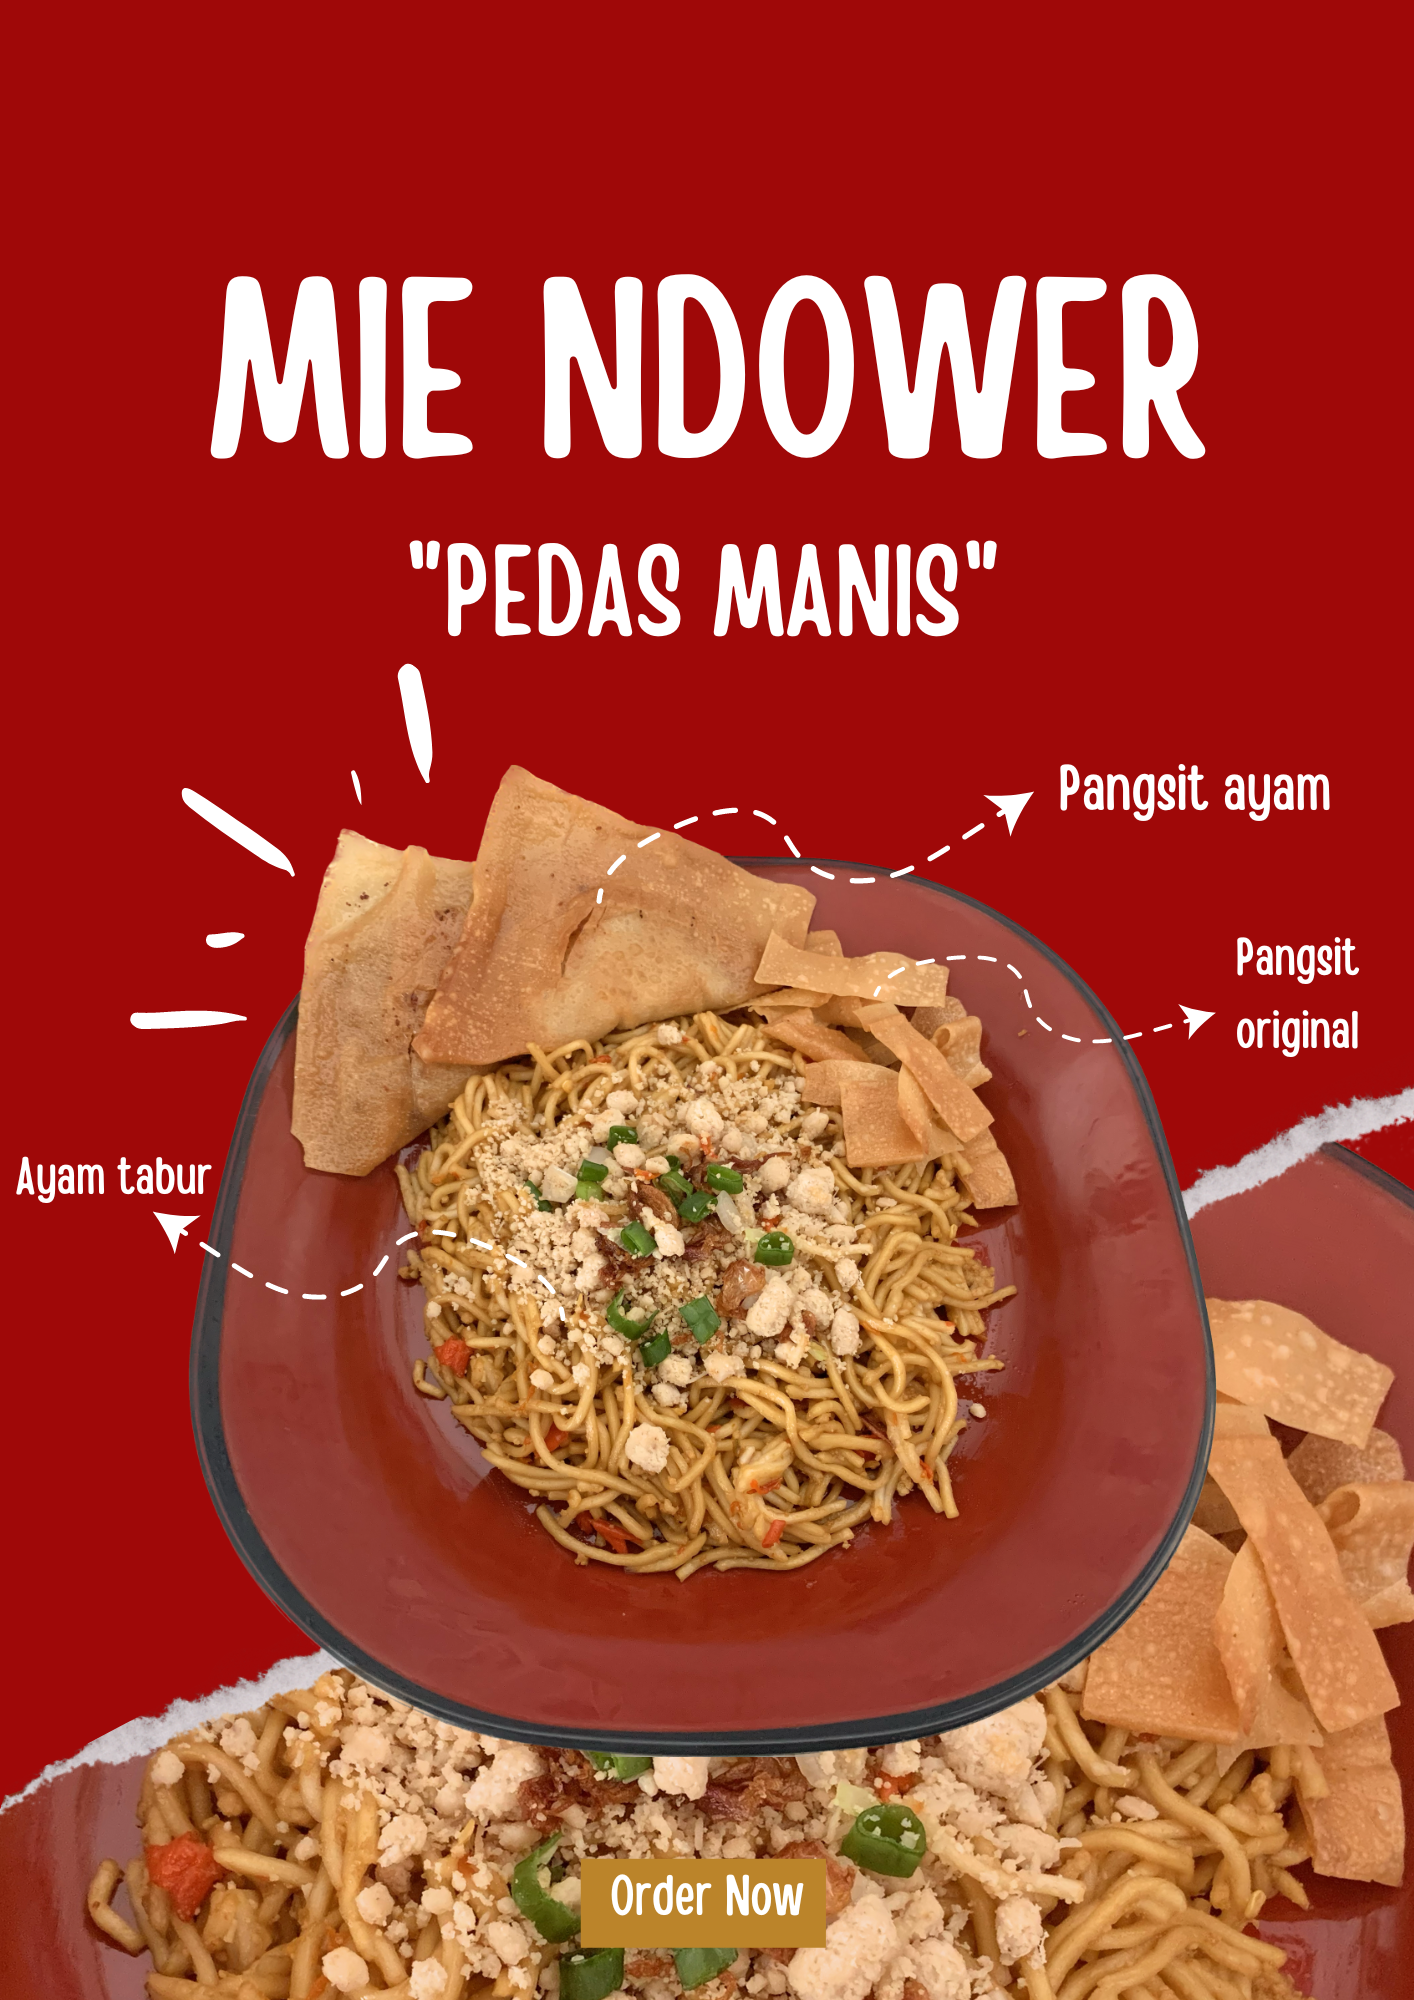 MIE NDOWER
"PEDAS MANIS"
Pangsit ayam
Pangsit
original
Ayam tabur
Order Now